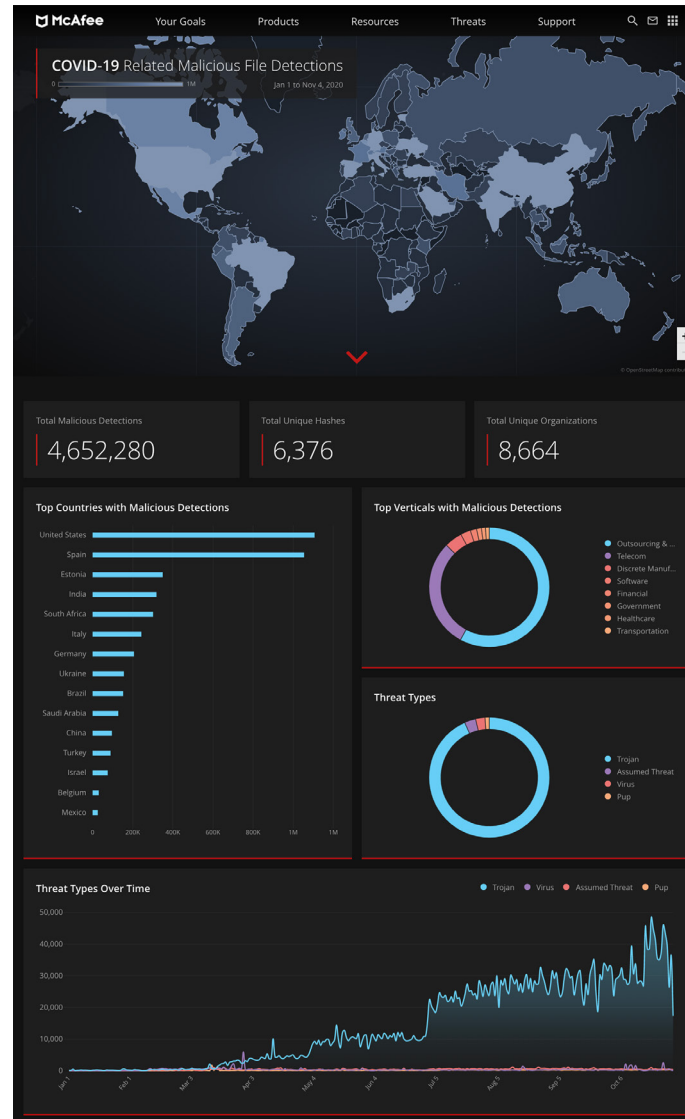 McAfee
Your Goals
Products
Resources
Threats
Support
COVID-19 Related Malicious File Detections
0
1M
Jan 1 to Nov 4, 2020
© OpenStreetMap contribu
Total Malicious Detections
4,652,280
Total Unique Hashes
6,376
Total Unique Organizations
8,664
Top Countries with Malicious Detections
United States
Spain
Estonia
India
South Africa
Italy
Germany
Ukraine
Brazil
Saudi Arabia
China
Turkey
Israel
Belgium
Mexico
0 200K 400K 600K 800K 1M 1M
Top Verticals with Malicious Detections
Outsourcing & ...
Telecom
Discrete Manuf...
Software
Financial
Government
Healthcare
Transportation
Threat Types
Trojan
Assumed Threat
Virus
Pup
Threat Types Over Time
Trojan Virus Assumed Threat Pup
50,000
40,000
30,000
20,000
10,000
0
Jan 1 Feb 1 Mar 3 Apr 3 May 4 Jun 4 Jul 5 Aug 5 Sep 5 Oct 6